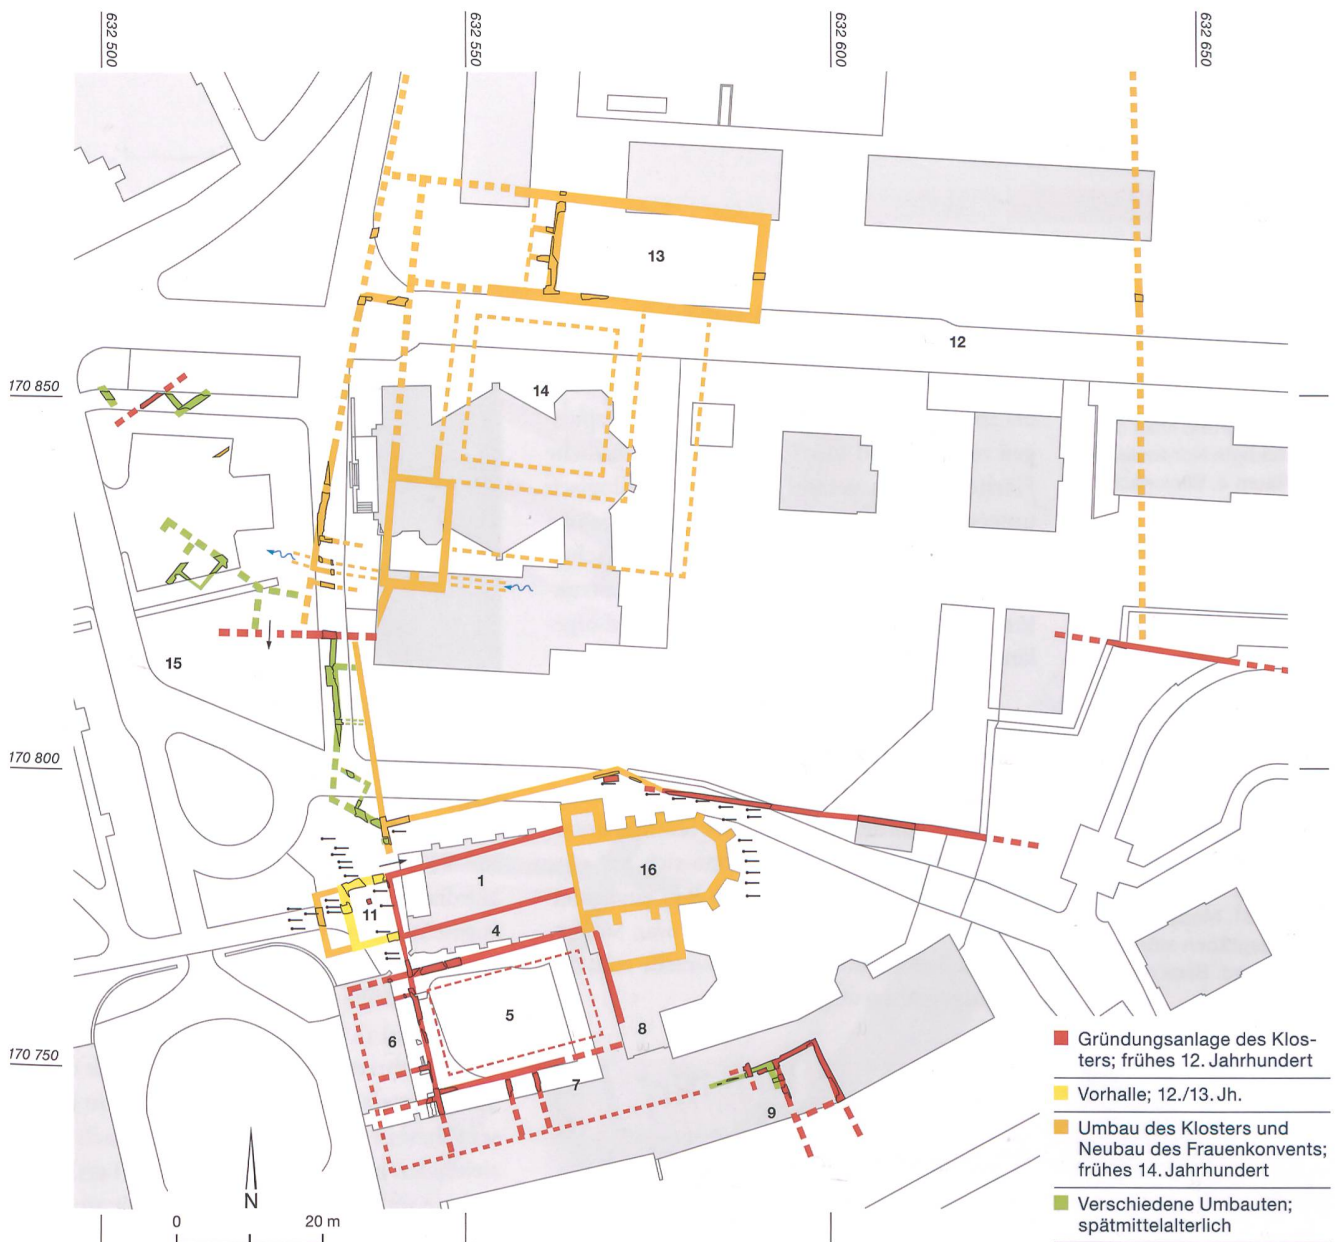 632 500
632 550
632 600
632 650
13
12
170 850
14
15
170 800
1
16
11
4
5
6
8
7
170 750
9
N
0 20 m
Gründungsanlage des Klos-
ters; frühes 12. Jahrhundert
Vorhalle; 12./13. Jh.
Umbau des Klosters und
Neubau des Frauenkonvents;
frühes 14. Jahrhundert
Verschiedene Umbauten;
spätmittelalterlich